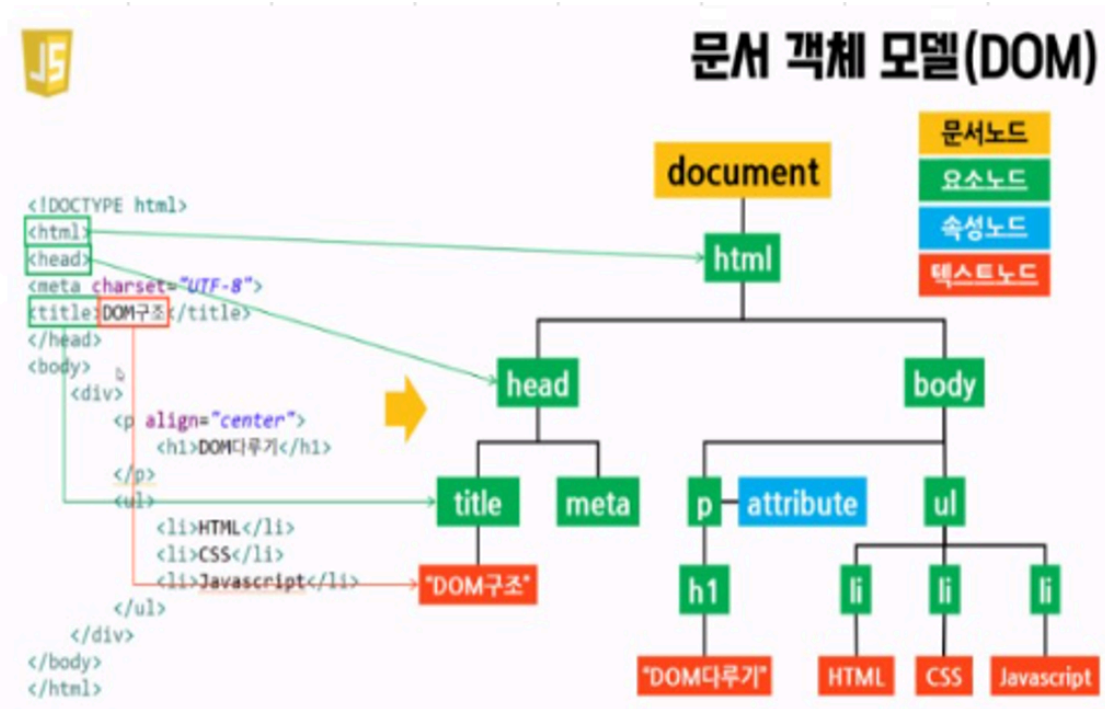 JS
문서 객체 모델(DOM)
문서노드
요소노드
속성노드
텍스트노드
<!DOCTYPE html>
<html>
<head>
<meta charset="UTF-8">
<title>DOM구조</title>
</head>
<body>
<div>
<p align="center">
<h1>DOM다루기</h1>
</p>
<ul>
<li>HTML</li>
<li>CSS</li>
<li>Javascript</li>
</ul>
</div>
</body>
</html>
document
html
head
body
title
meta
p
attribute
ul
"DOM구조"
h1
li
li
li
"DOM다루기"
HTML
CSS
Javascript